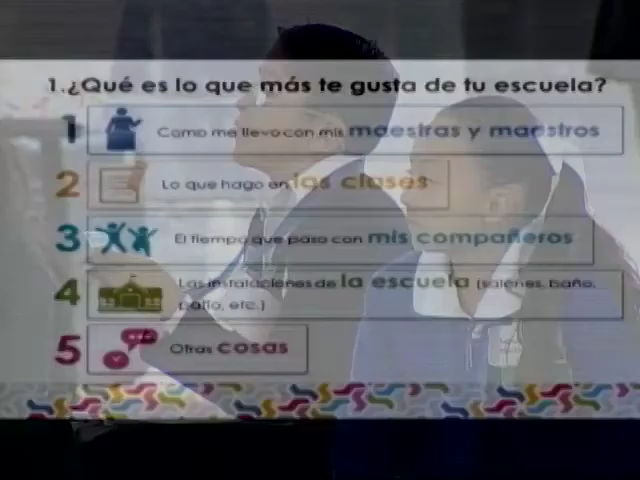 1.¿Qué es lo que más te gusta de tu escuela?
1 Como me llevo con mis maestras y maestros
2 Lo que hago en las clases
3 El tiempo que paso con mis compañeros
4 Las instalaciones de la escuela (salones, baño,
patio, etc.)
5 Otras cosas